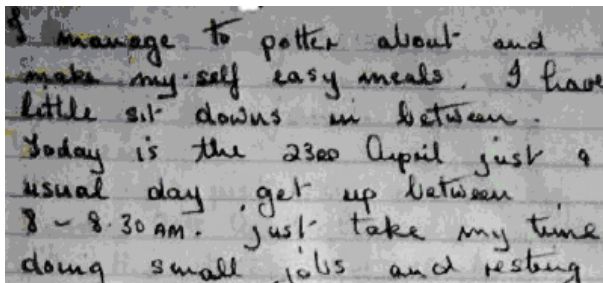 I manage to potter about and
make my-self easy meals. I have
little sit downs in between.
Today is the 23RD April just a
usual day get up between
8 - 8.30 AM. just take my time
doing small jobs and resting